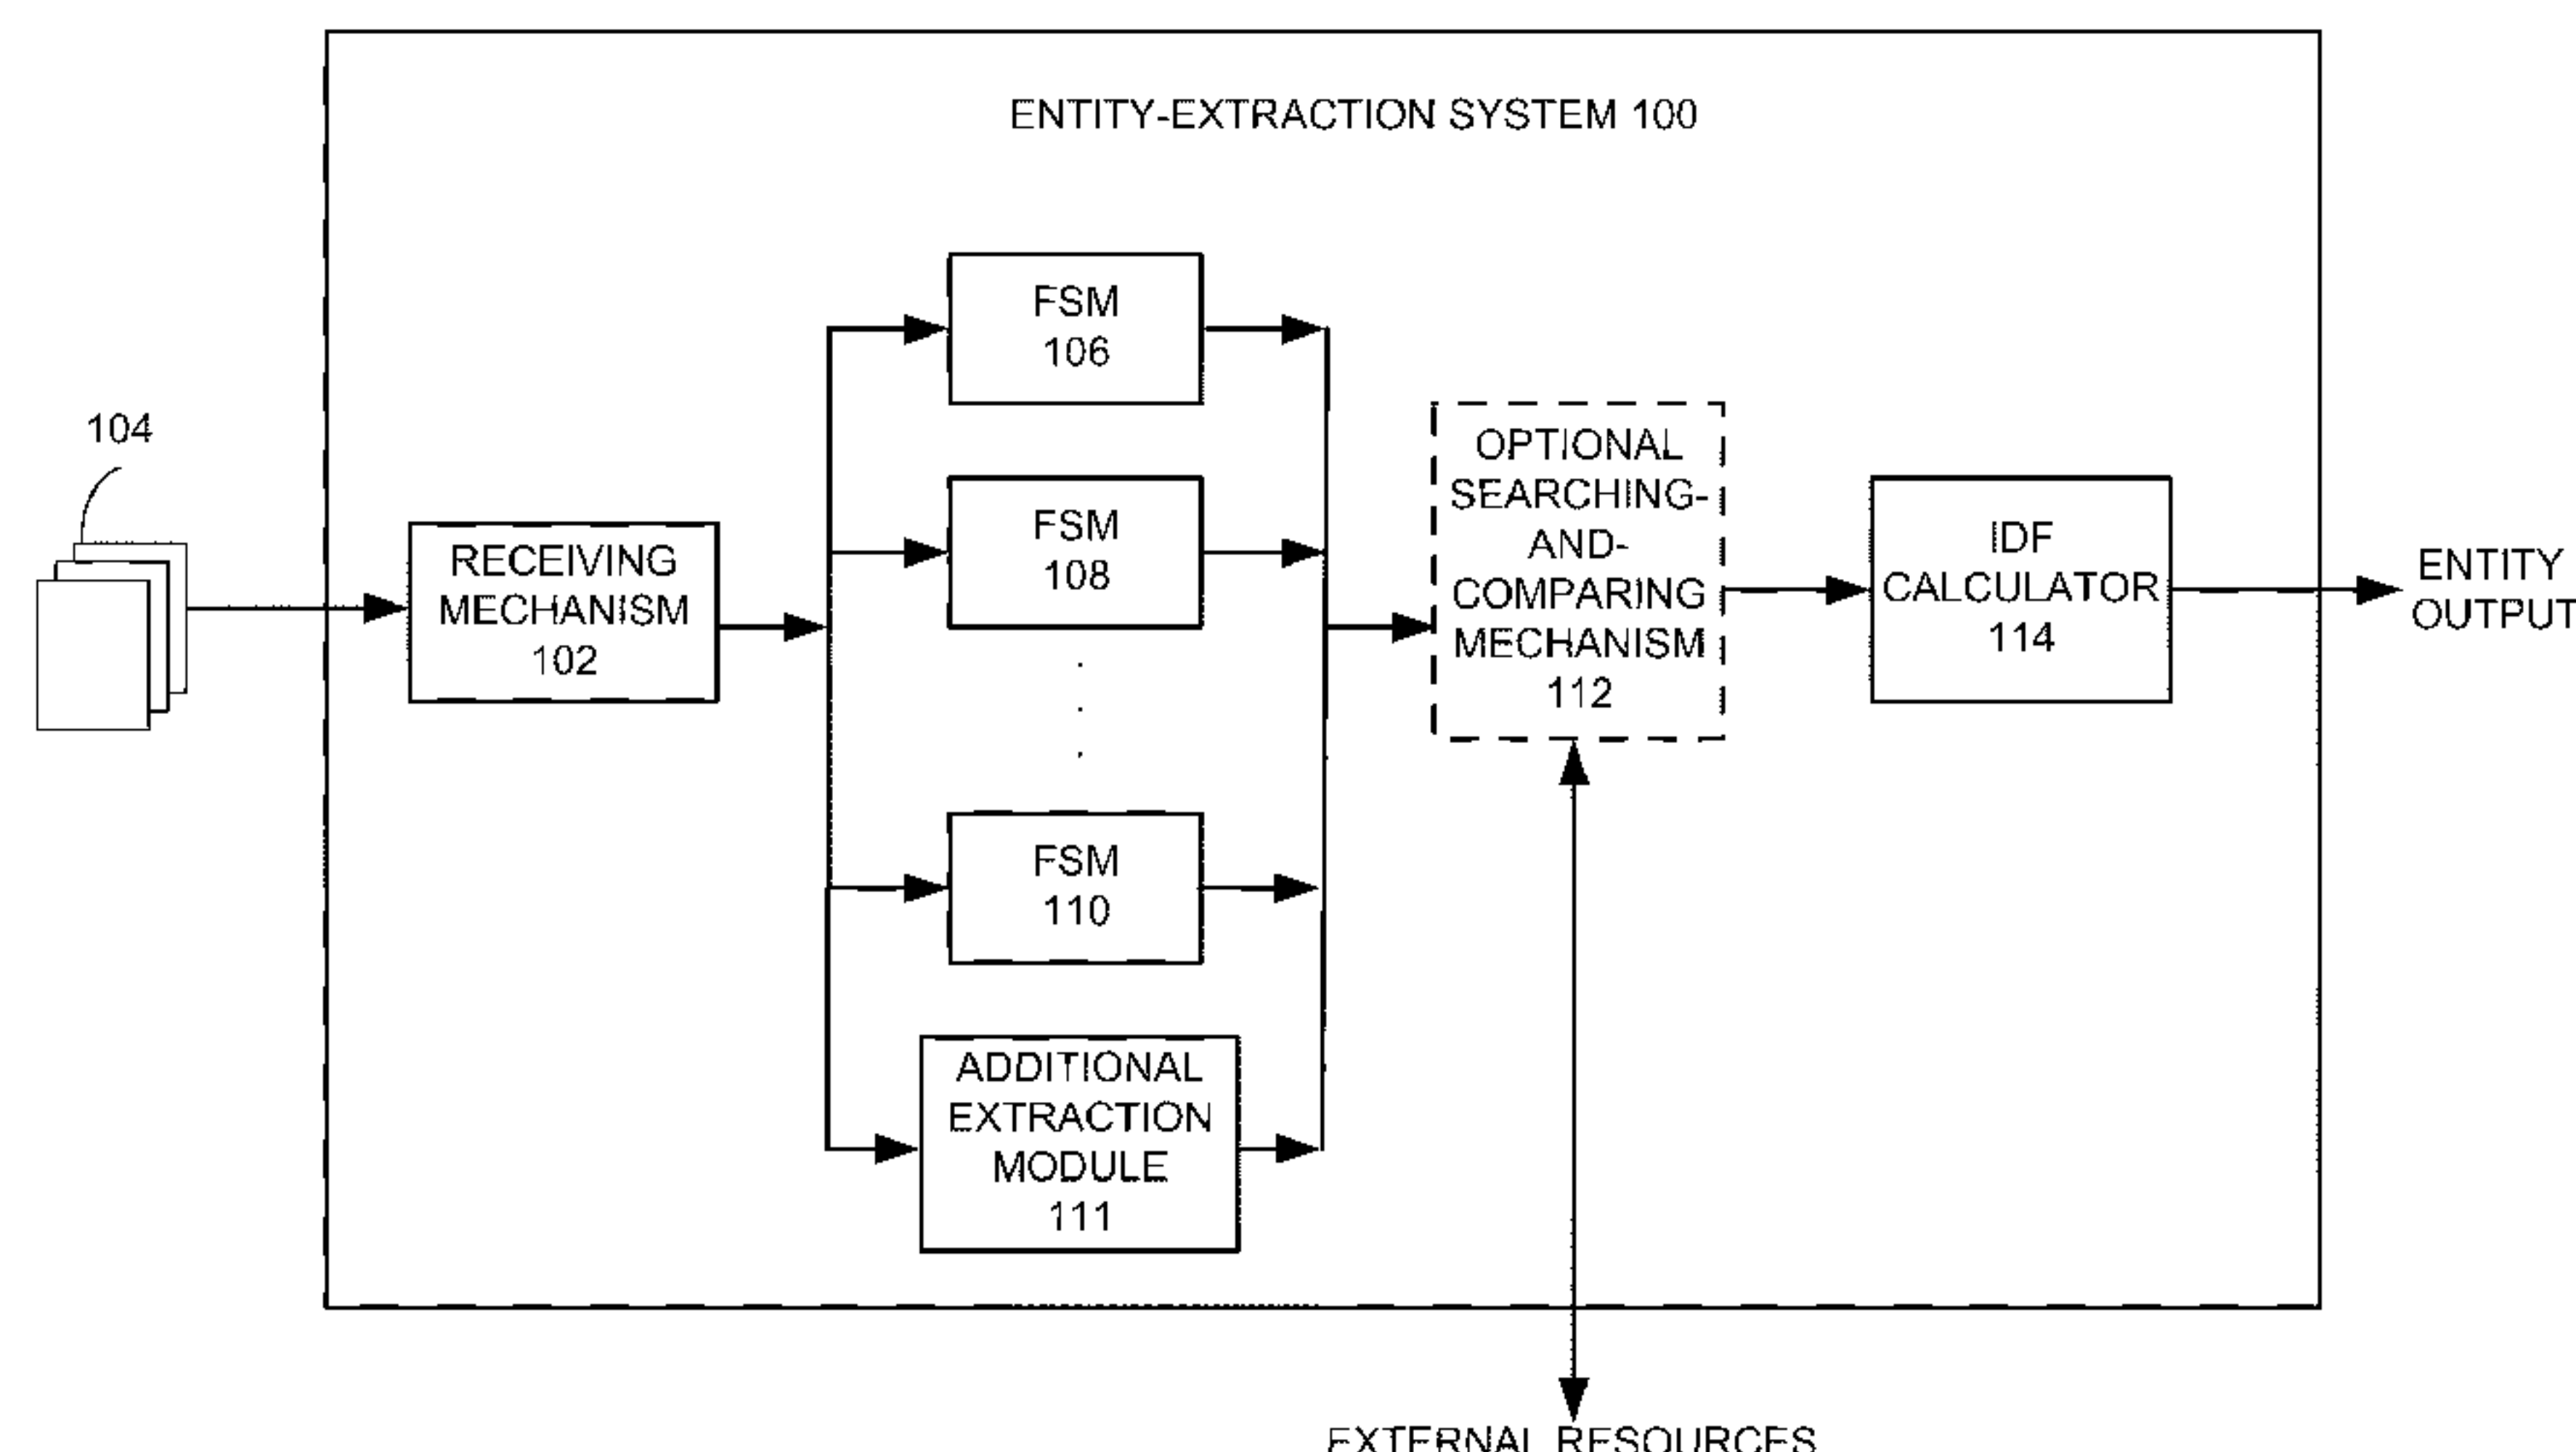 ENTITY-EXTRACTION SYSTEM 100
104
RECEIVING
MECHANISM
102
FSM
106
FSM
108
FSM
110
ADDITIONAL
EXTRACTION
MODULE
111
OPTIONAL
SEARCHING-
AND-
COMPARING
MECHANISM
112
IDF
CALCULATOR
114
ENTITY
OUTPUT
EXTERNAL RESOURCES